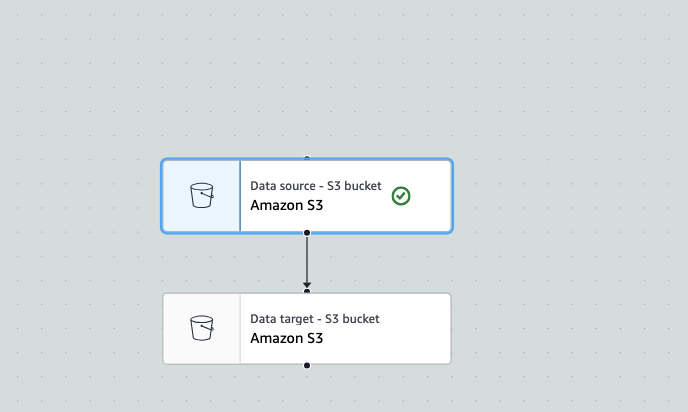 Data source - S3 bucket
Amazon S3
Data target - S3 bucket
Amazon S3